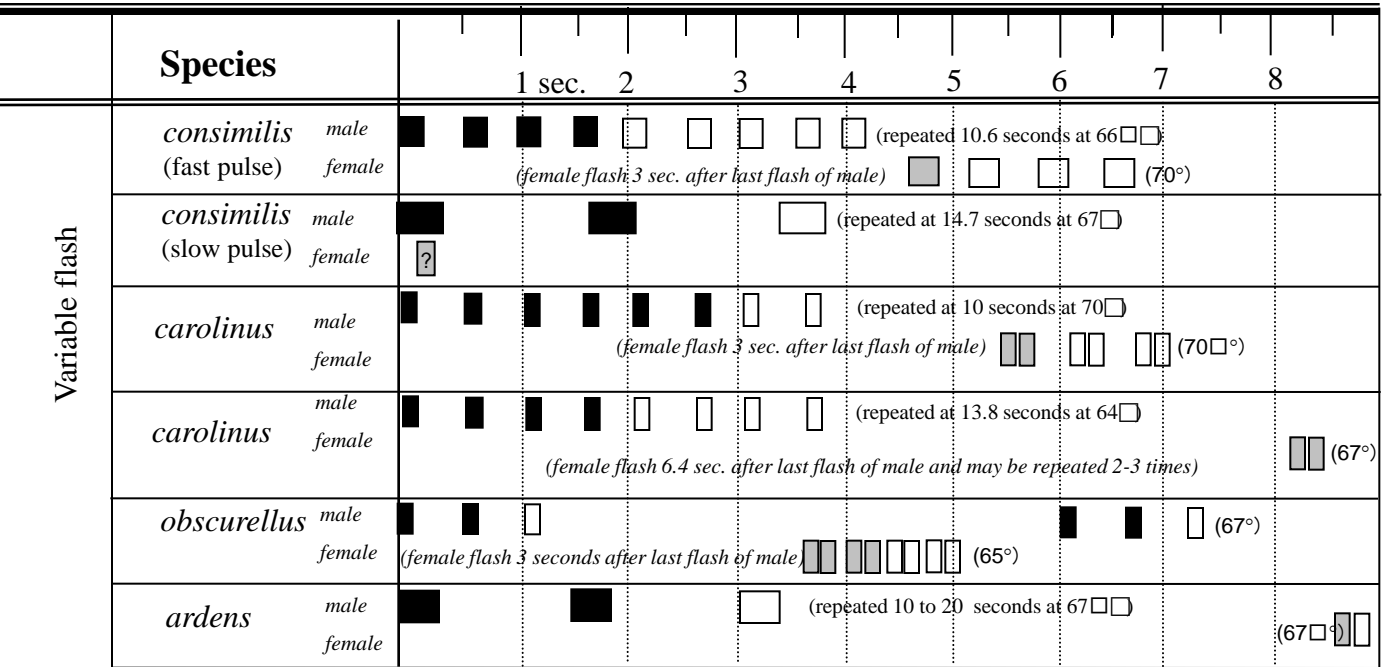 Species
1 sec. 2 3 4 5 6 7 8
Variable flash
consimilis male (repeated 10.6 seconds at 66□ □)
(fast pulse) female (female flash 3 sec. after last flash of male) (70°)
consimilis male (repeated at 14.7 seconds at 67□)
(slow pulse) female ?
carolinus male (repeated at 10 seconds at 70□)
female (female flash 3 sec. after last flash of male) (70□°)
carolinus male (repeated at 13.8 seconds at 64□)
female (67°)
(female flash 6.4 sec. after last flash of male and may be repeated 2-3 times)
obscurellus male (67°)
female (female flash 3 seconds after last flash of male) (65°)
ardens male (repeated 10 to 20 seconds at 67□ □)
female (67□°)